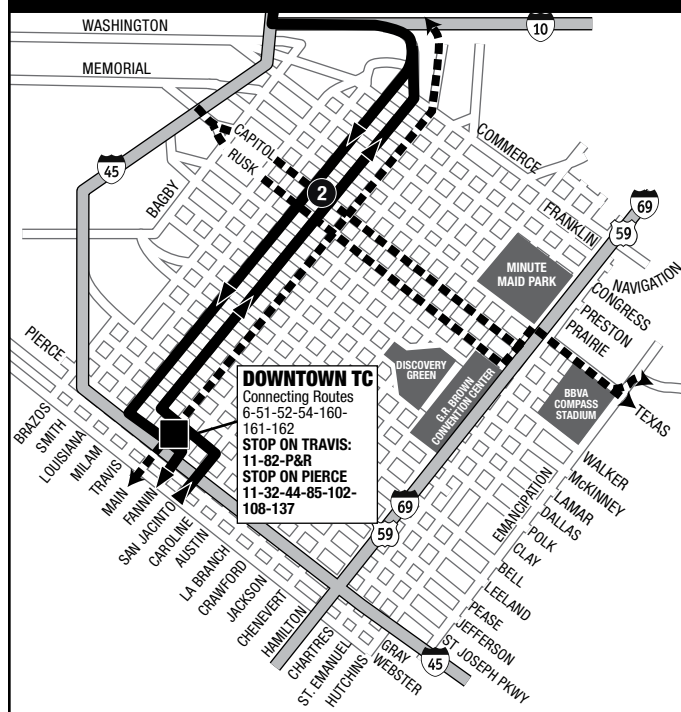 WASHINGTON
10
MEMORIAL
45
CAPITOL
RUSK
BAGBY
COMMERCE
FRANKLIN
2
69
59
MINUTE
MAID PARK
NAVIGATION
CONGRESS
PRESTON
PRAIRIE
TEXAS
DISCOVERY
GREEN
G.R. BROWN
CONVENTION CENTER
BBVA
COMPASS
STADIUM
DOWNTOWN TC
Connecting Routes
6-51-52-54-160-
161-162
STOP ON TRAVIS:
11-82-P&R
STOP ON PIERCE
11-32-44-85-102-
108-137
PIERCE
BRAZOS
SMITH
LOUISIANA
MILAM
TRAVIS
MAIN
FANNIN
SAN JACINTO
CAROLINE
AUSTIN
LA BRANCH
CRAWFORD
JACKSON
CHENEVERT
HAMILTON
CHARTRES
ST. EMANUEL
HUTCHINS
69
59
EMANCIPATION
WALKER
McKINNEY
LAMAR
DALLAS
POLK
CLAY
BELL
LEELAND
PEASE
JEFFERSON
ST JOSEPH PKWY
GRAY
WEBSTER
45